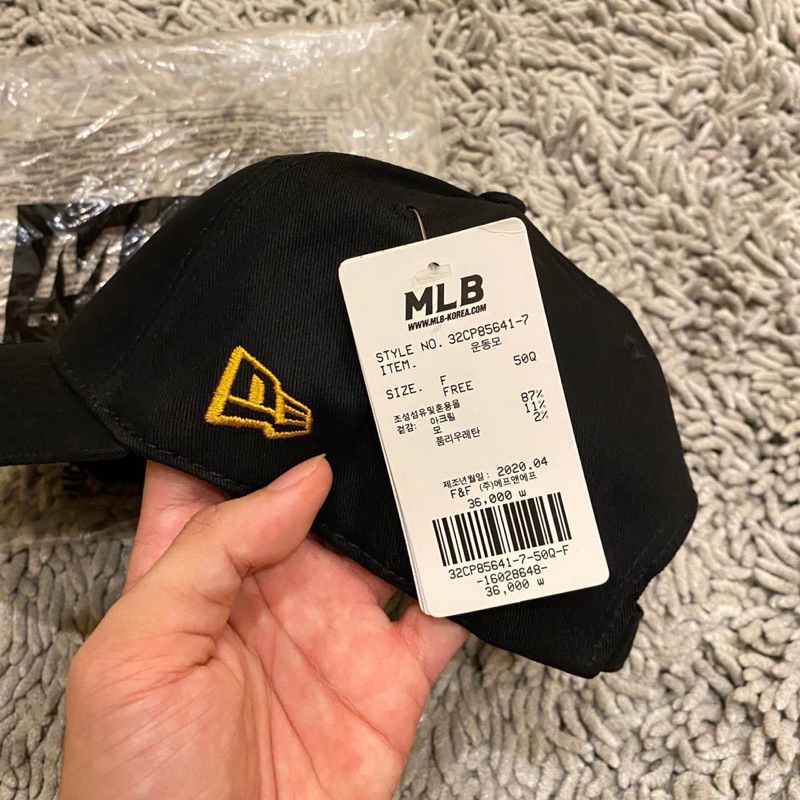 MLB
WWW.MLB-KOREA.COM
STYLE NO. 32CP85641-7
ITEM. 운동모
50Q
SIZE. F
FREE
조성섬유및혼용율
겉감: 아크릴 87%
모 11%
폴리우레탄 2%
제조년월일 : 2020.04
F&F (주)에프앤에프
36,000 w
32CP85641-7-50Q-F
-16028648-
36,000 w